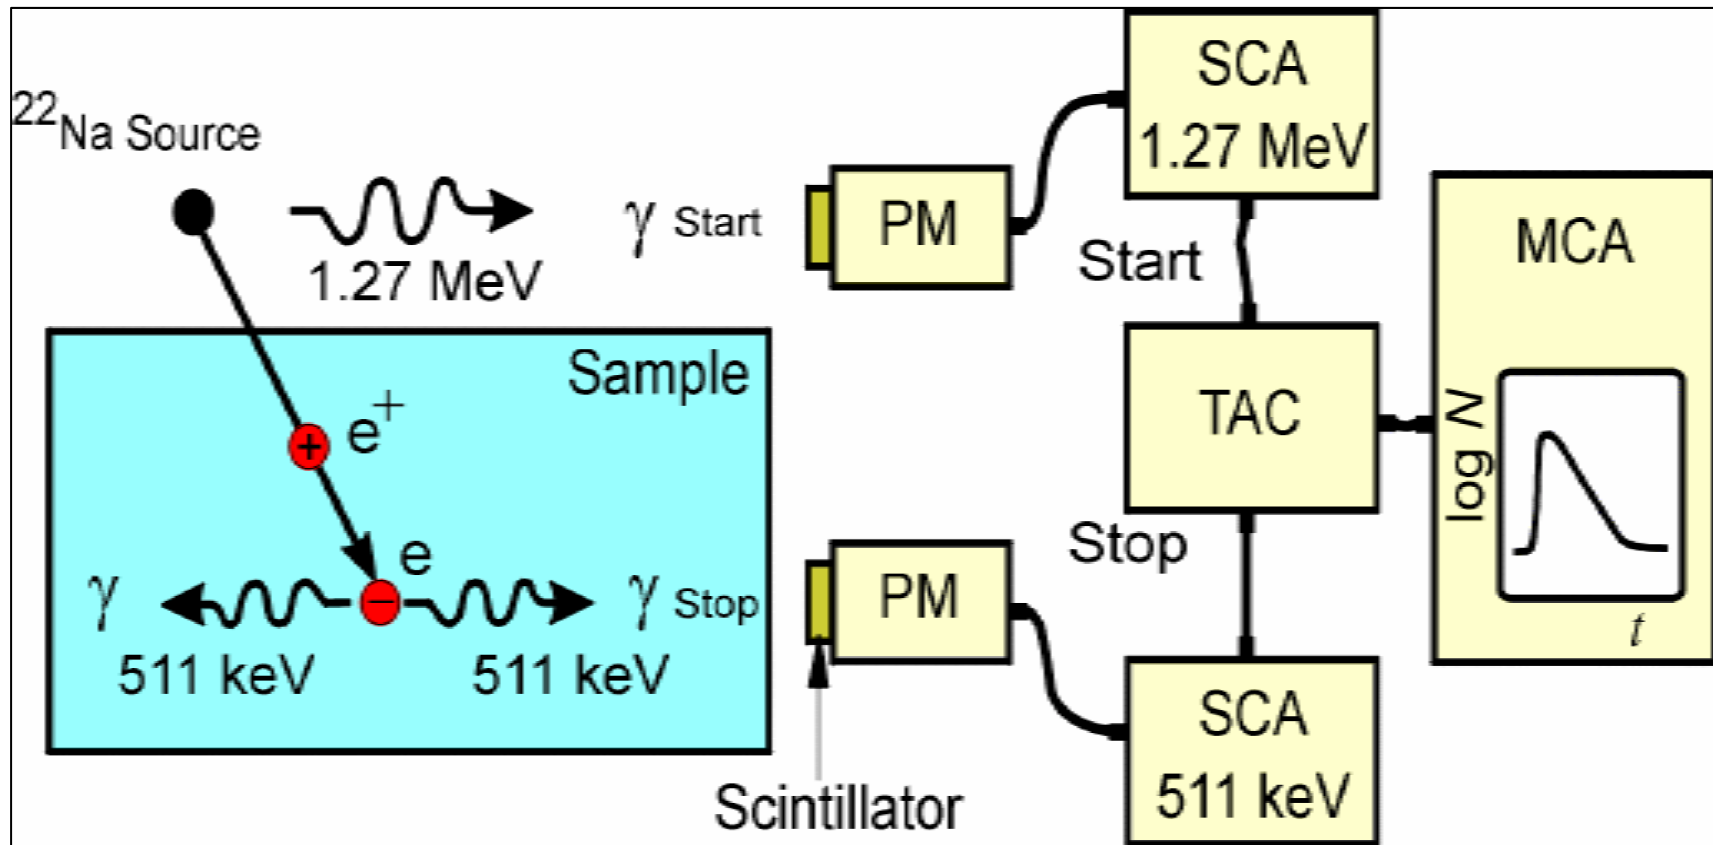 ²²Na Source
1.27 MeV
γ Start
PM
SCA
1.27 MeV
Start
MCA
Sample
e⁺
+
TAC
log N
t
e
−
γ
511 keV
511 keV
γ Stop
PM
Stop
SCA
511 keV
Scintillator